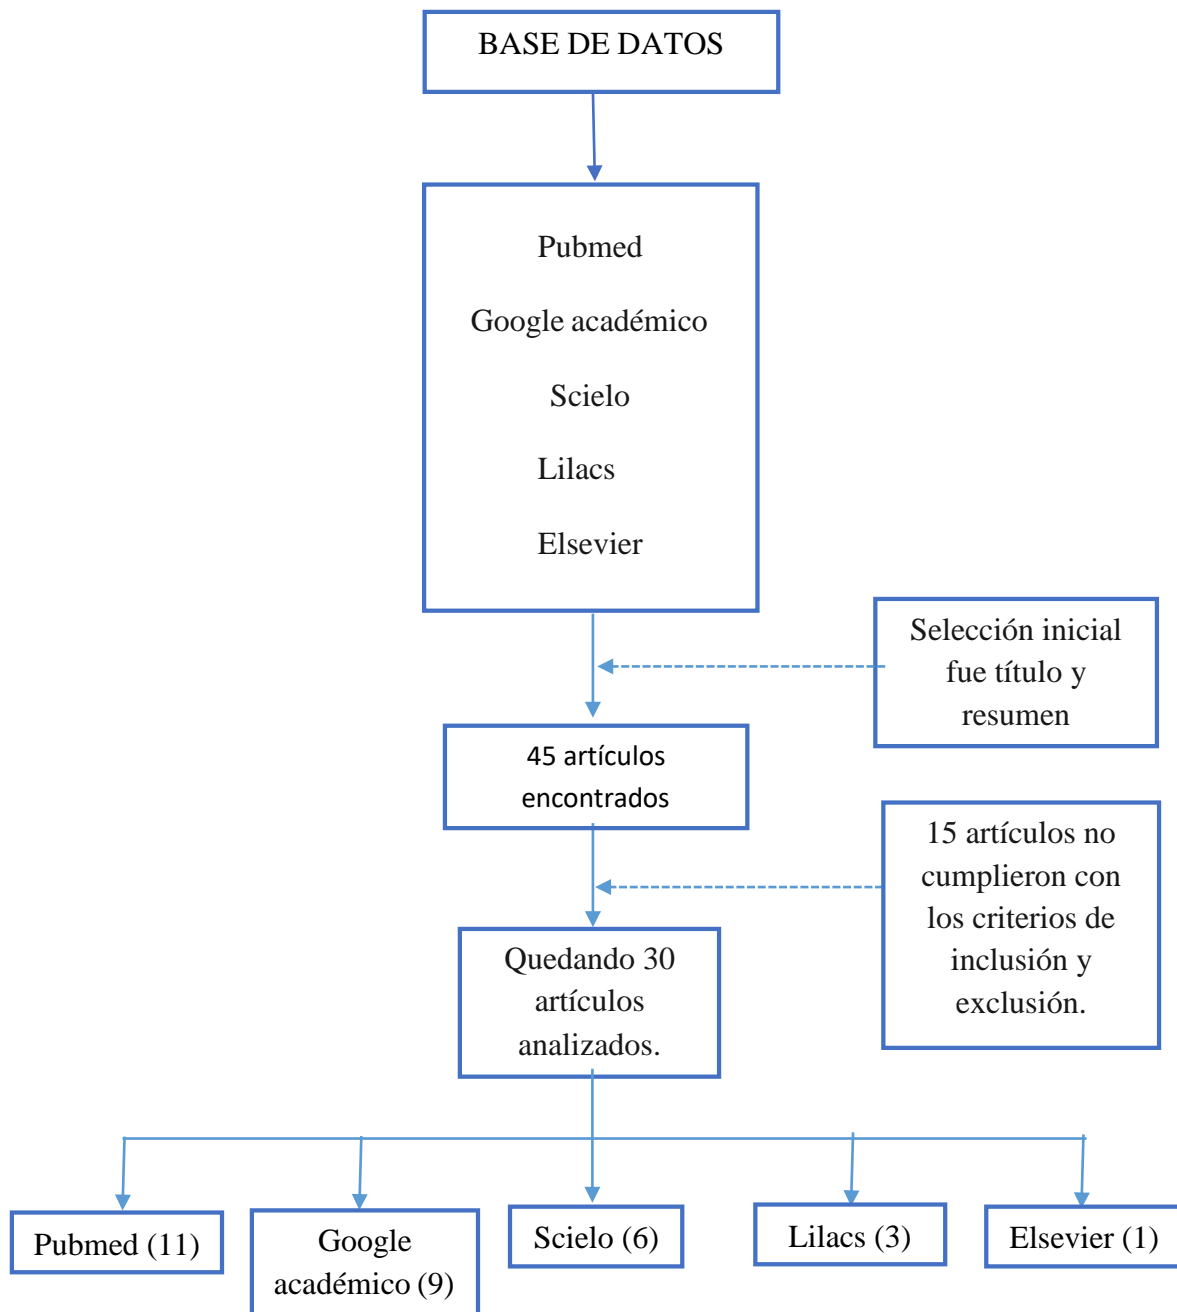 BASE DE DATOS
Pubmed
Google académico
Scielo
Lilacs
Elsevier
Selección inicial
fue título y
resumen
45 artículos
encontrados
15 artículos no
cumplieron con
los criterios de
inclusión y
exclusión.
Quedando 30
artículos
analizados.
Pubmed (11)
Google
académico (9)
Scielo (6)
Lilacs (3)
Elsevier (1)